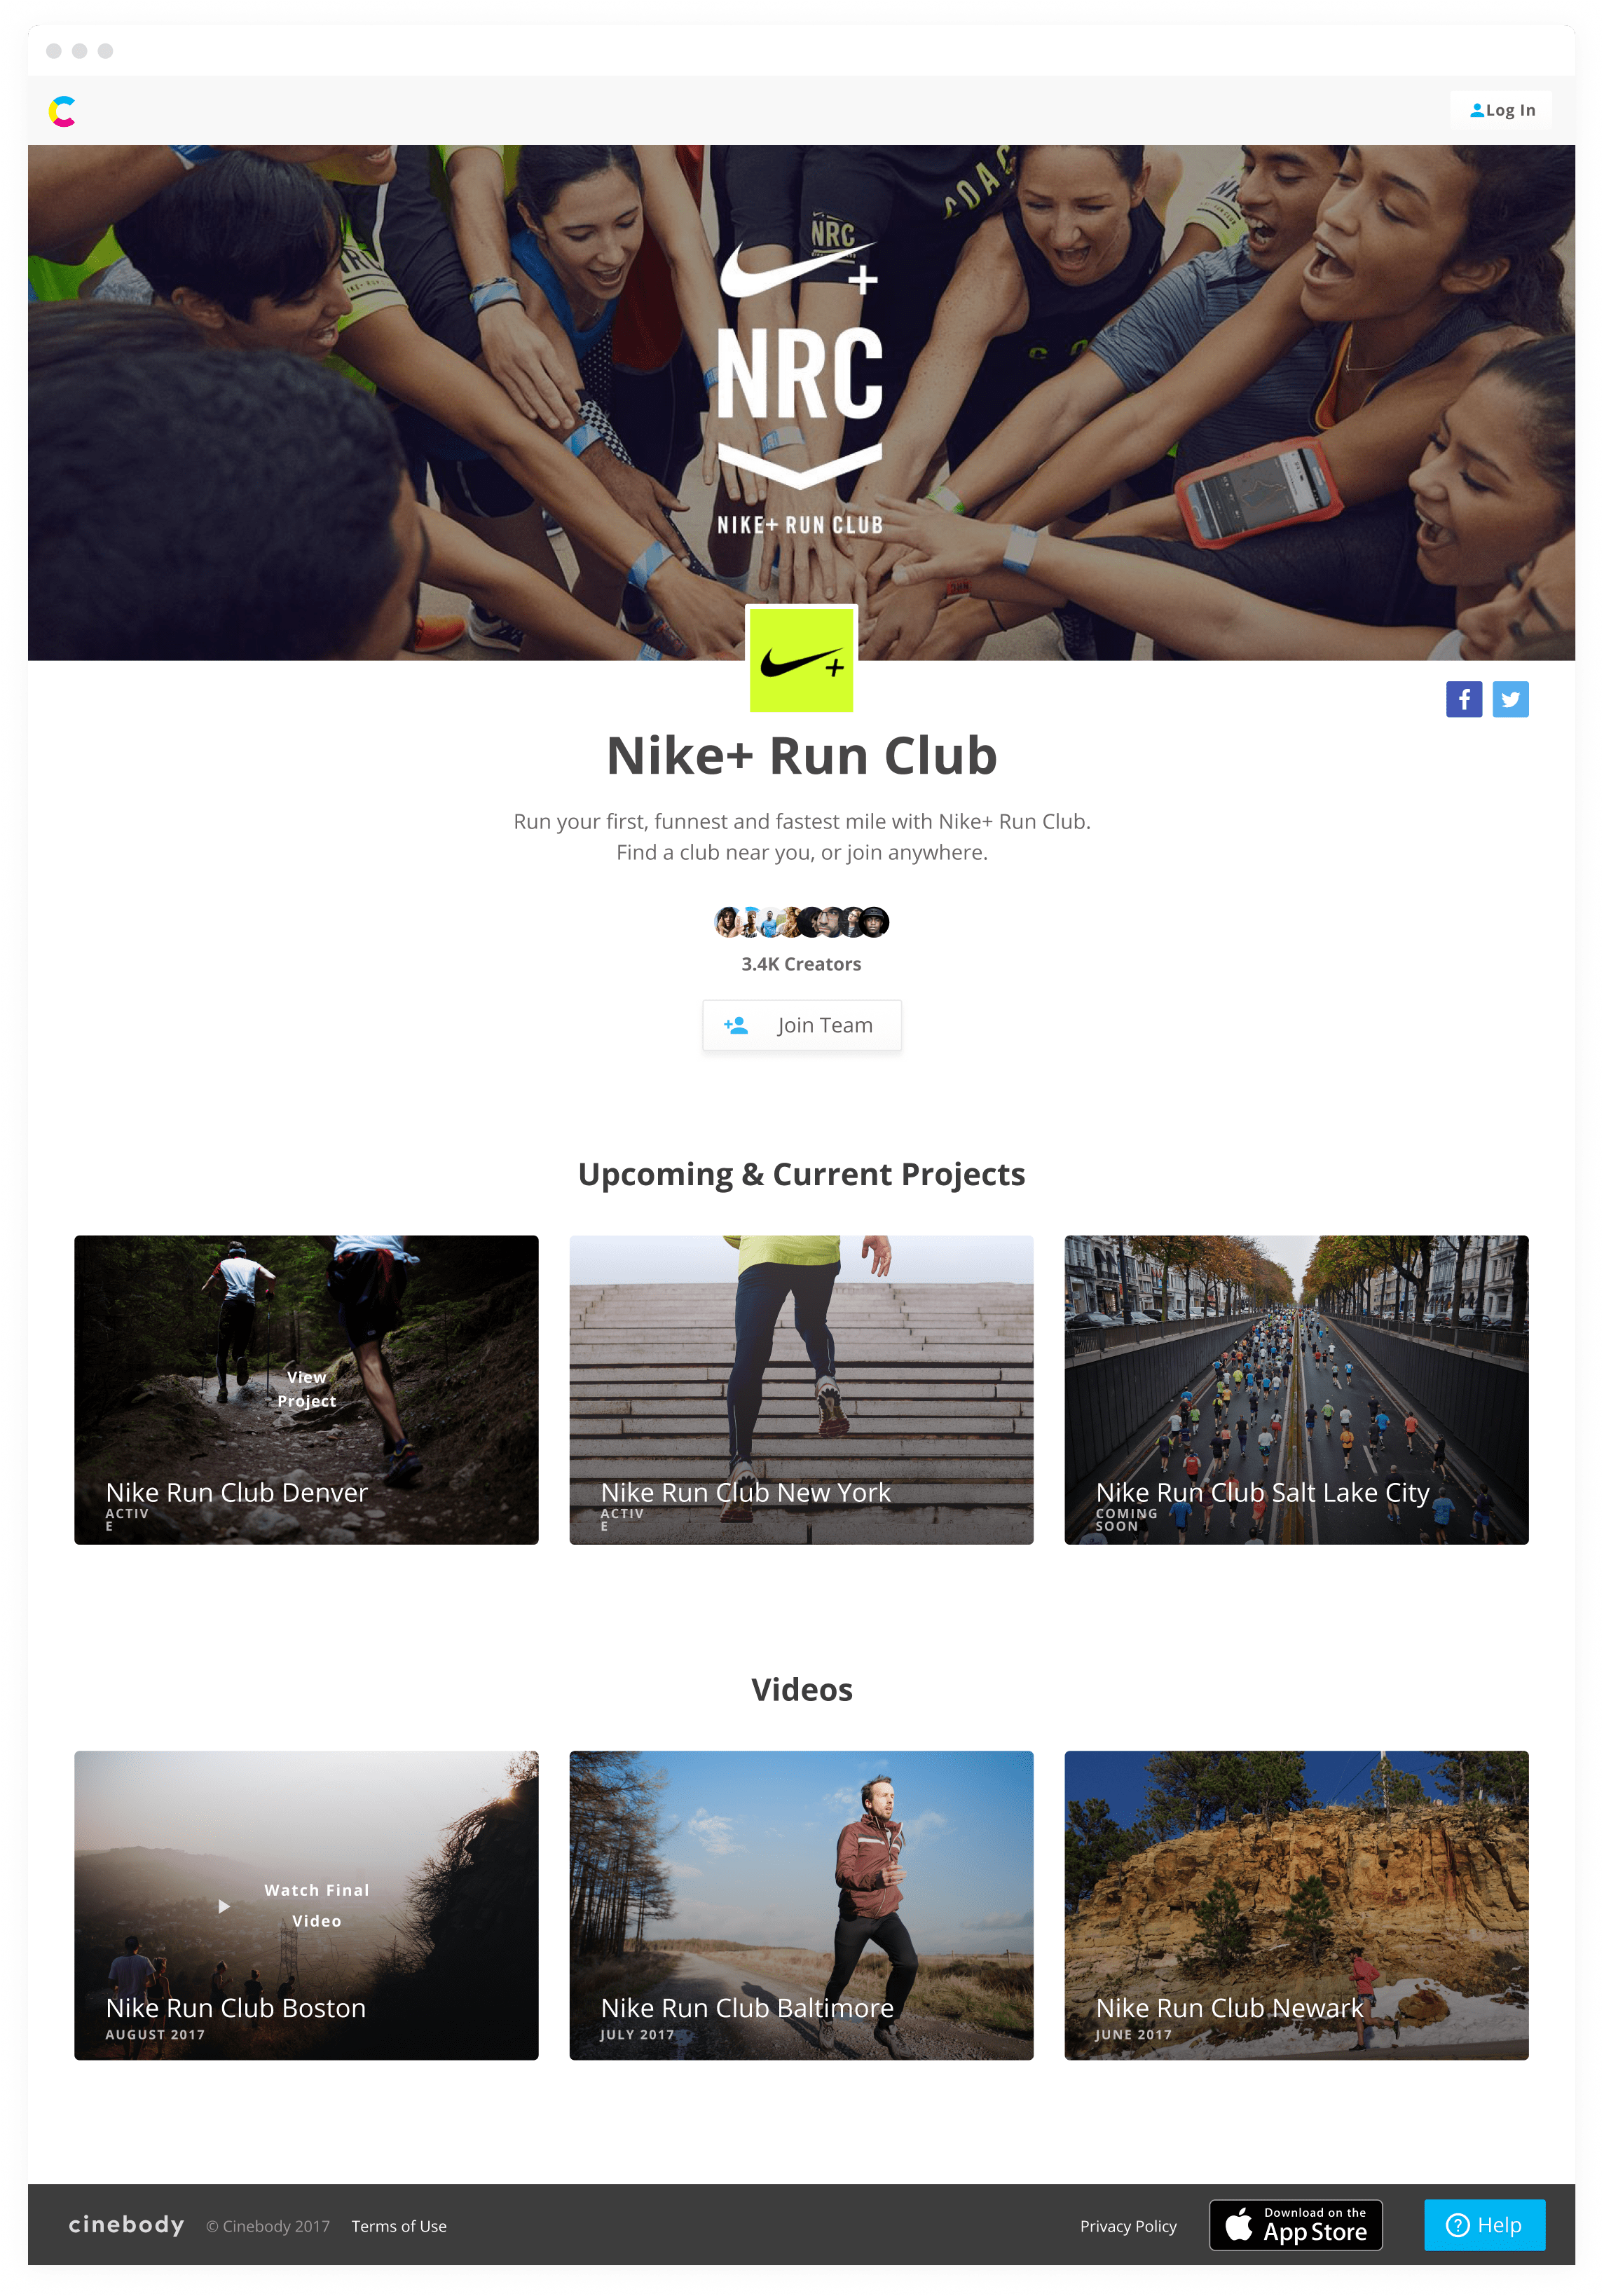 Log In
COAC
NRC
NRC
NIKE+ RUN CLUB
Nike+ Run Club
Run your first, funnest and fastest mile with Nike+ Run Club.
Find a club near you, or join anywhere.
3.4K Creators
Join Team
Upcoming & Current Projects
View
Project
Nike Run Club Denver
ACTIV
E
Nike Run Club New York
ACTIV
E
Nike Run Club Salt Lake City
COMING
SOON
Videos
Watch Final
Video
Nike Run Club Boston
AUGUST 2017
Nike Run Club Baltimore
JULY 2017
Nike Run Club Newark
JUNE 2017
cinebody
© Cinebody 2017
Terms of Use
Privacy Policy
Download on the
App Store
Help